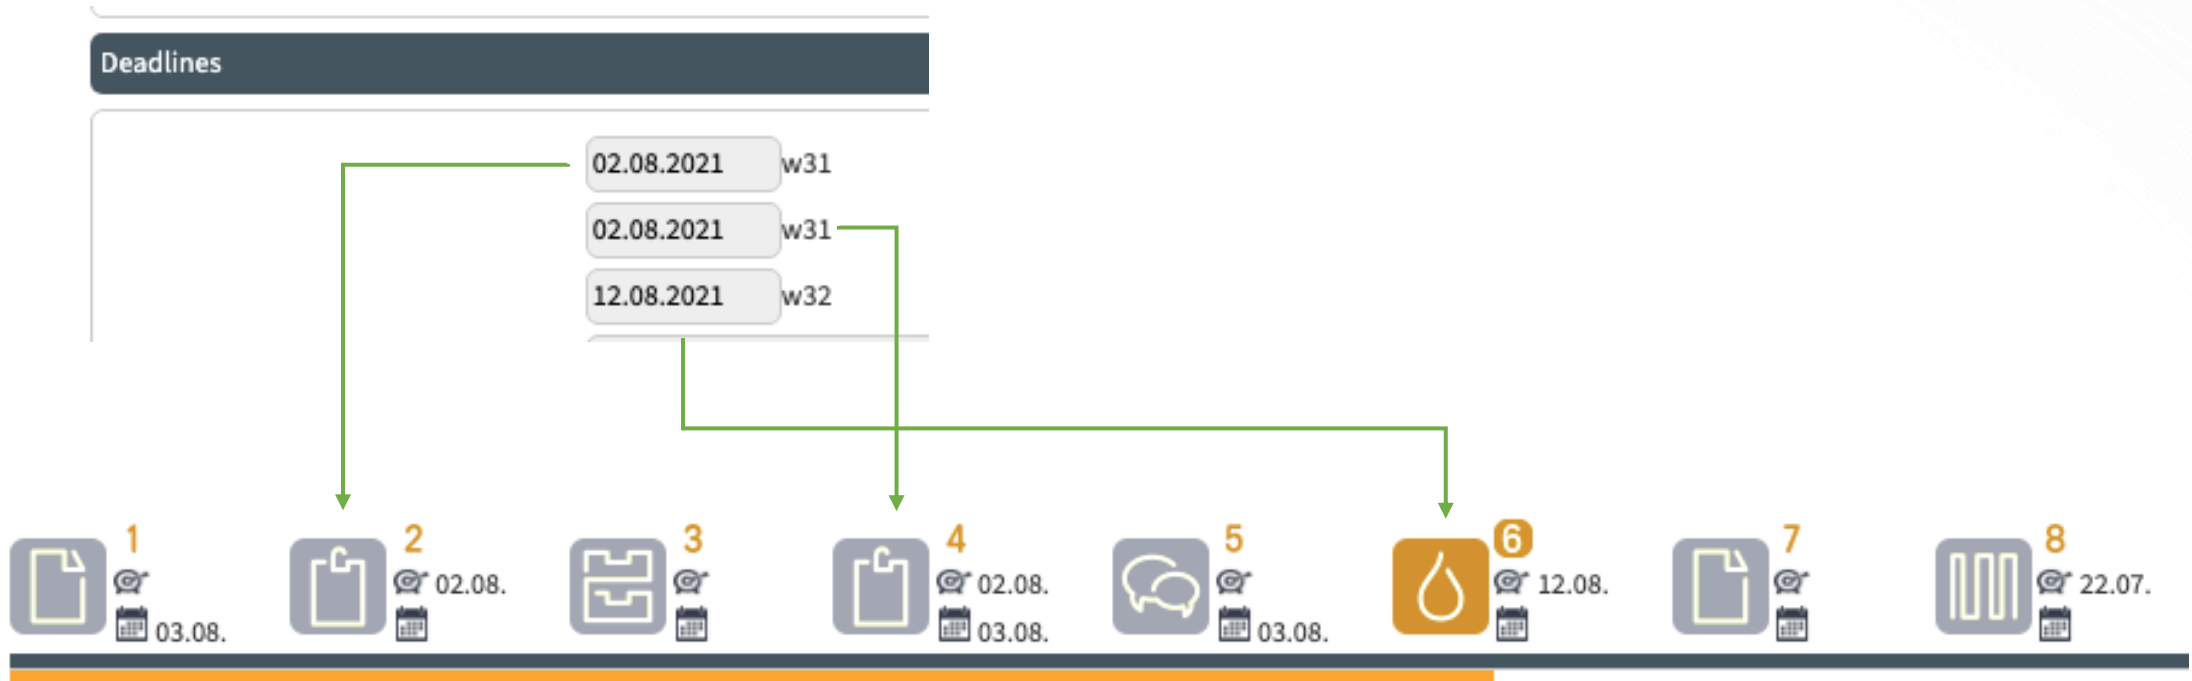 Deadlines
02.08.2021 w31
02.08.2021 w31
12.08.2021 w32
1 2 3 4 5 6 7 8
02.08. 02.08. 12.08. 22.07.
03.08. 03.08. 03.08.